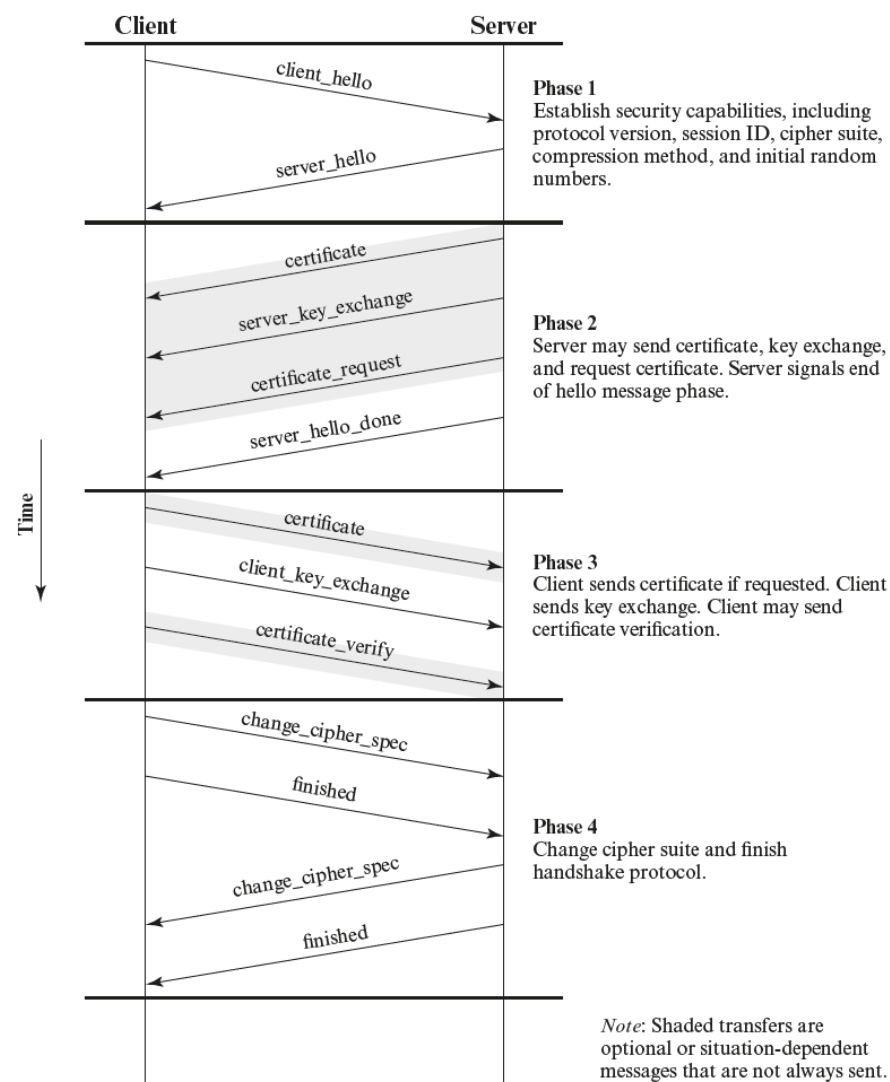 Client
Server
client_hello
server_hello
Phase 1
Establish security capabilities, including
protocol version, session ID, cipher suite,
compression method, and initial random
numbers.
certificate
server_key_exchange
certificate_request
server_hello_done
Phase 2
Server may send certificate, key exchange,
and request certificate. Server signals end
of hello message phase.
Time
certificate
client_key_exchange
certificate_verify
Phase 3
Client sends certificate if requested. Client
sends key exchange. Client may send
certificate verification.
change_cipher_spec
finished
change_cipher_spec
finished
Phase 4
Change cipher suite and finish
handshake protocol.
Note: Shaded transfers are
optional or situation-dependent
messages that are not always sent.